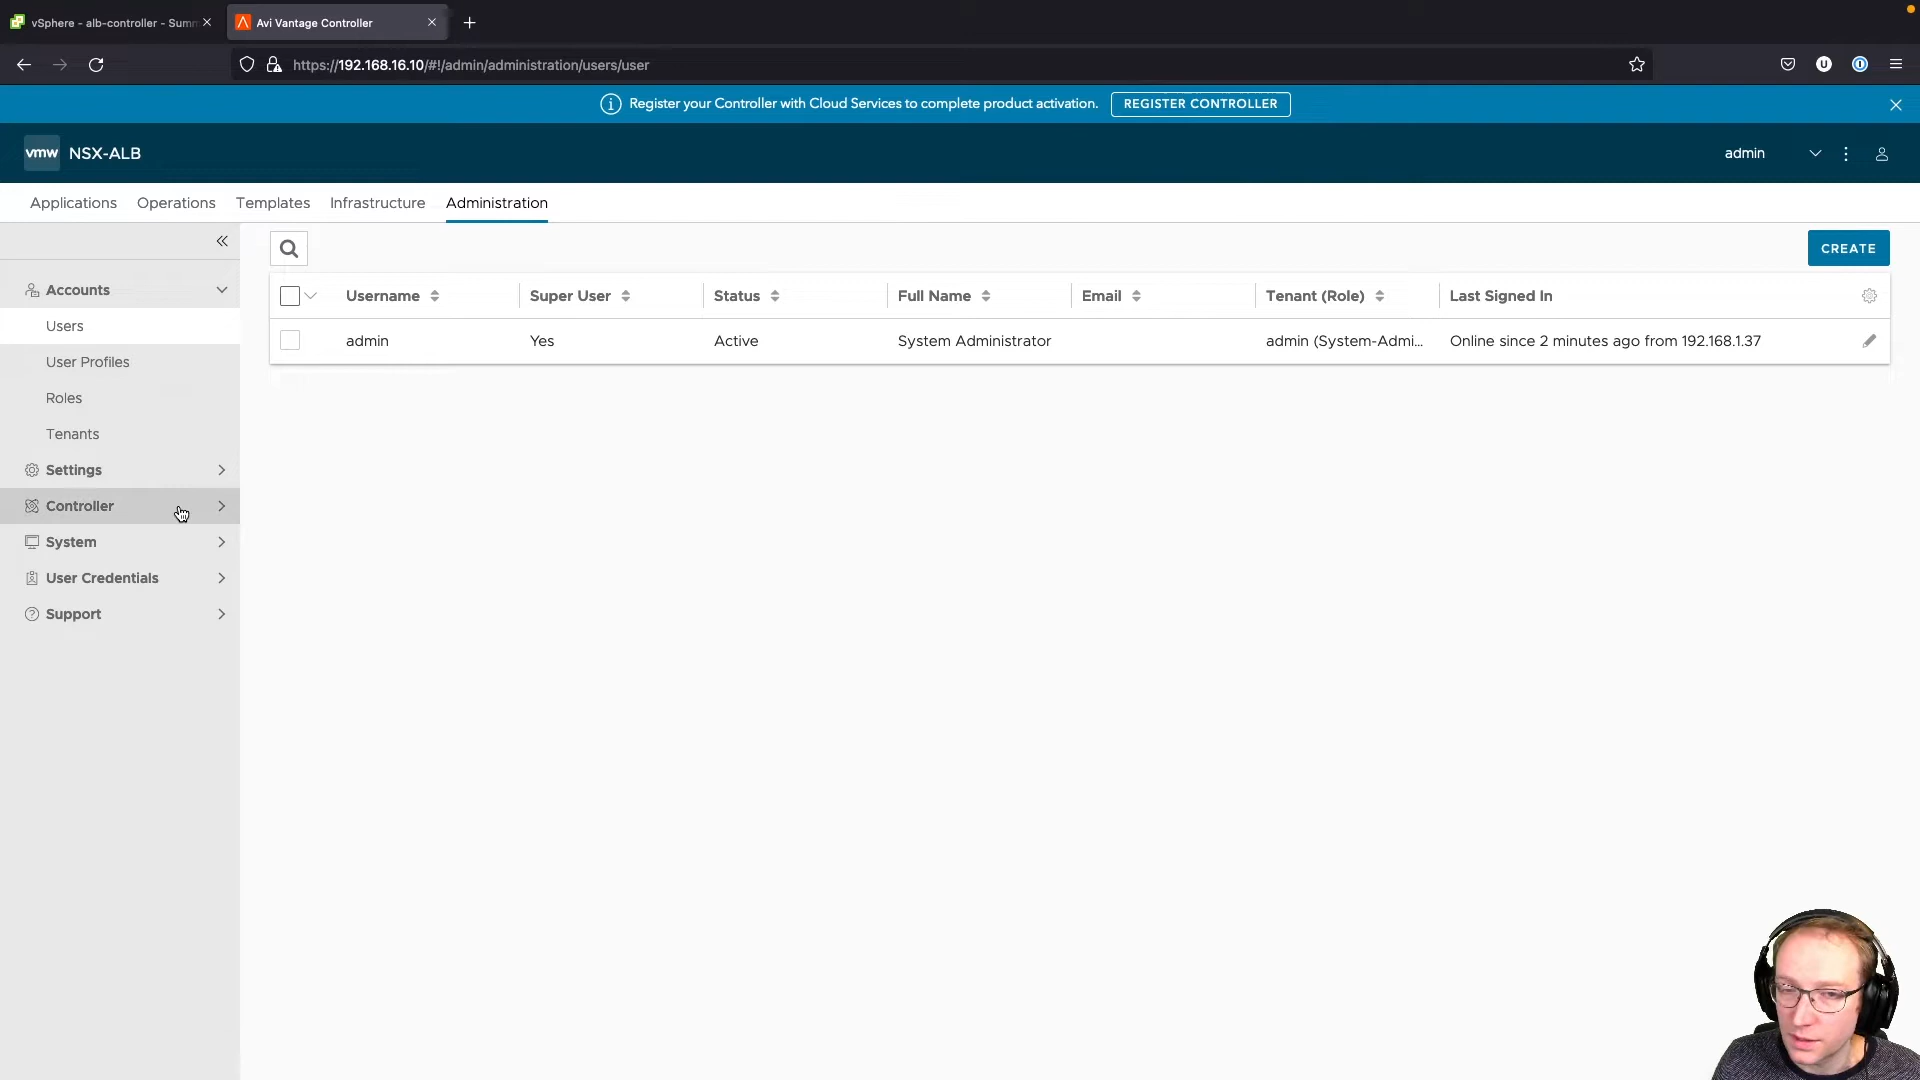 vSphere - alb-controller - Summ
Avi Vantage Controller
https://192.168.16.10/#!/admin/administration/users/user
Register your Controller with Cloud Services to complete product activation. REGISTER CONTROLLER
vmw NSX-ALB
admin
Applications Operations Templates Infrastructure Administration
CREATE
Accounts
Users
User Profiles
Roles
Tenants
Settings
Controller
System
User Credentials
Support
Username Super User Status Full Name Email Tenant (Role) Last Signed In
admin Yes Active System Administrator admin (System-Admi... Online since 2 minutes ago from 192.168.1.37